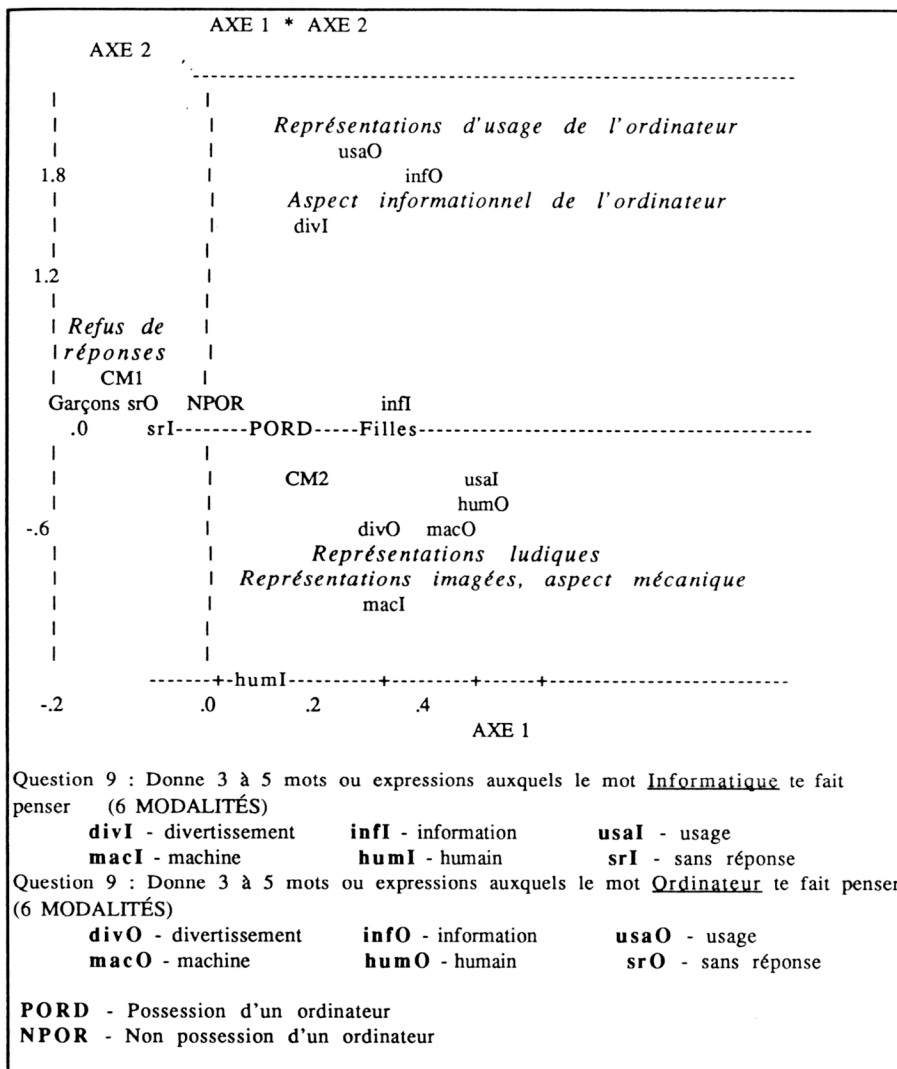 AXE 1 * AXE 2
AXE 2
Représentations d'usage de l'ordinateur
usaO
1.8 infO
Aspect informationnel de l'ordinateur
divI
1.2
Refus de
réponses
CM1
Garçons srO NPOR infI
.0 srI--------PORD-----Filles---------------------------------------
CM2 usaI
humO
-.6 divO macO
Représentations ludiques
Représentations imagées, aspect mécanique
macI
-------+-humI----------+---------+------+------------------------
-.2 .0 .2 .4
AXE 1
Question 9 : Donne 3 à 5 mots ou expressions auxquels le mot Informatique te fait
penser (6 MODALITÉS)
divI - divertissement infI - information usaI - usage
macI - machine humI - humain srI - sans réponse
Question 9 : Donne 3 à 5 mots ou expressions auxquels le mot Ordinateur te fait penser
(6 MODALITÉS)
divO - divertissement infO - information usaO - usage
macO - machine humO - humain srO - sans réponse
PORD - Possession d'un ordinateur
NPOR - Non possession d'un ordinateur